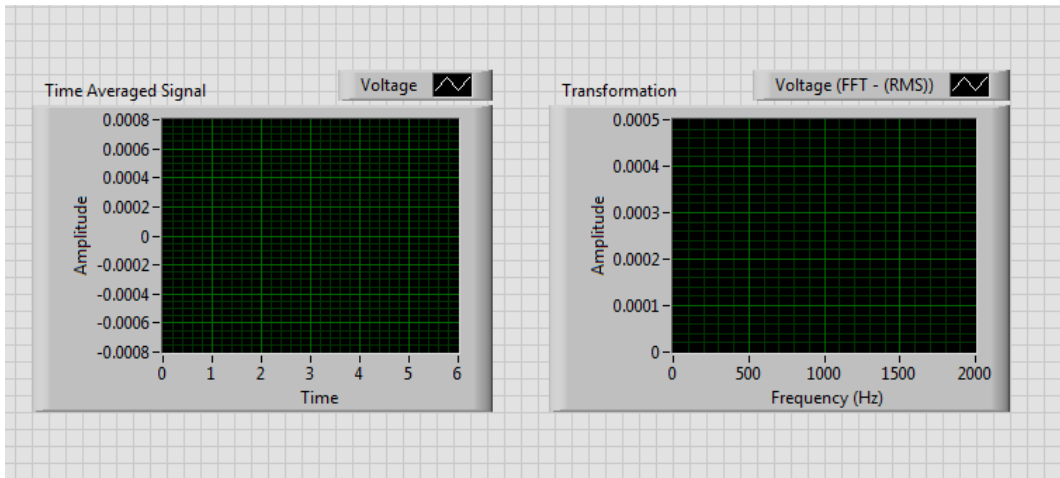 Time Averaged Signal
Voltage
0.0008
0.0006
0.0004
0.0002
0
-0.0002
-0.0004
-0.0006
-0.0008
Amplitude
0 1 2 3 4 5 6
Time
Transformation
Voltage (FFT - (RMS))
0.0005
0.0004
0.0003
0.0002
0.0001
0
Amplitude
0 500 1000 1500 2000
Frequency (Hz)